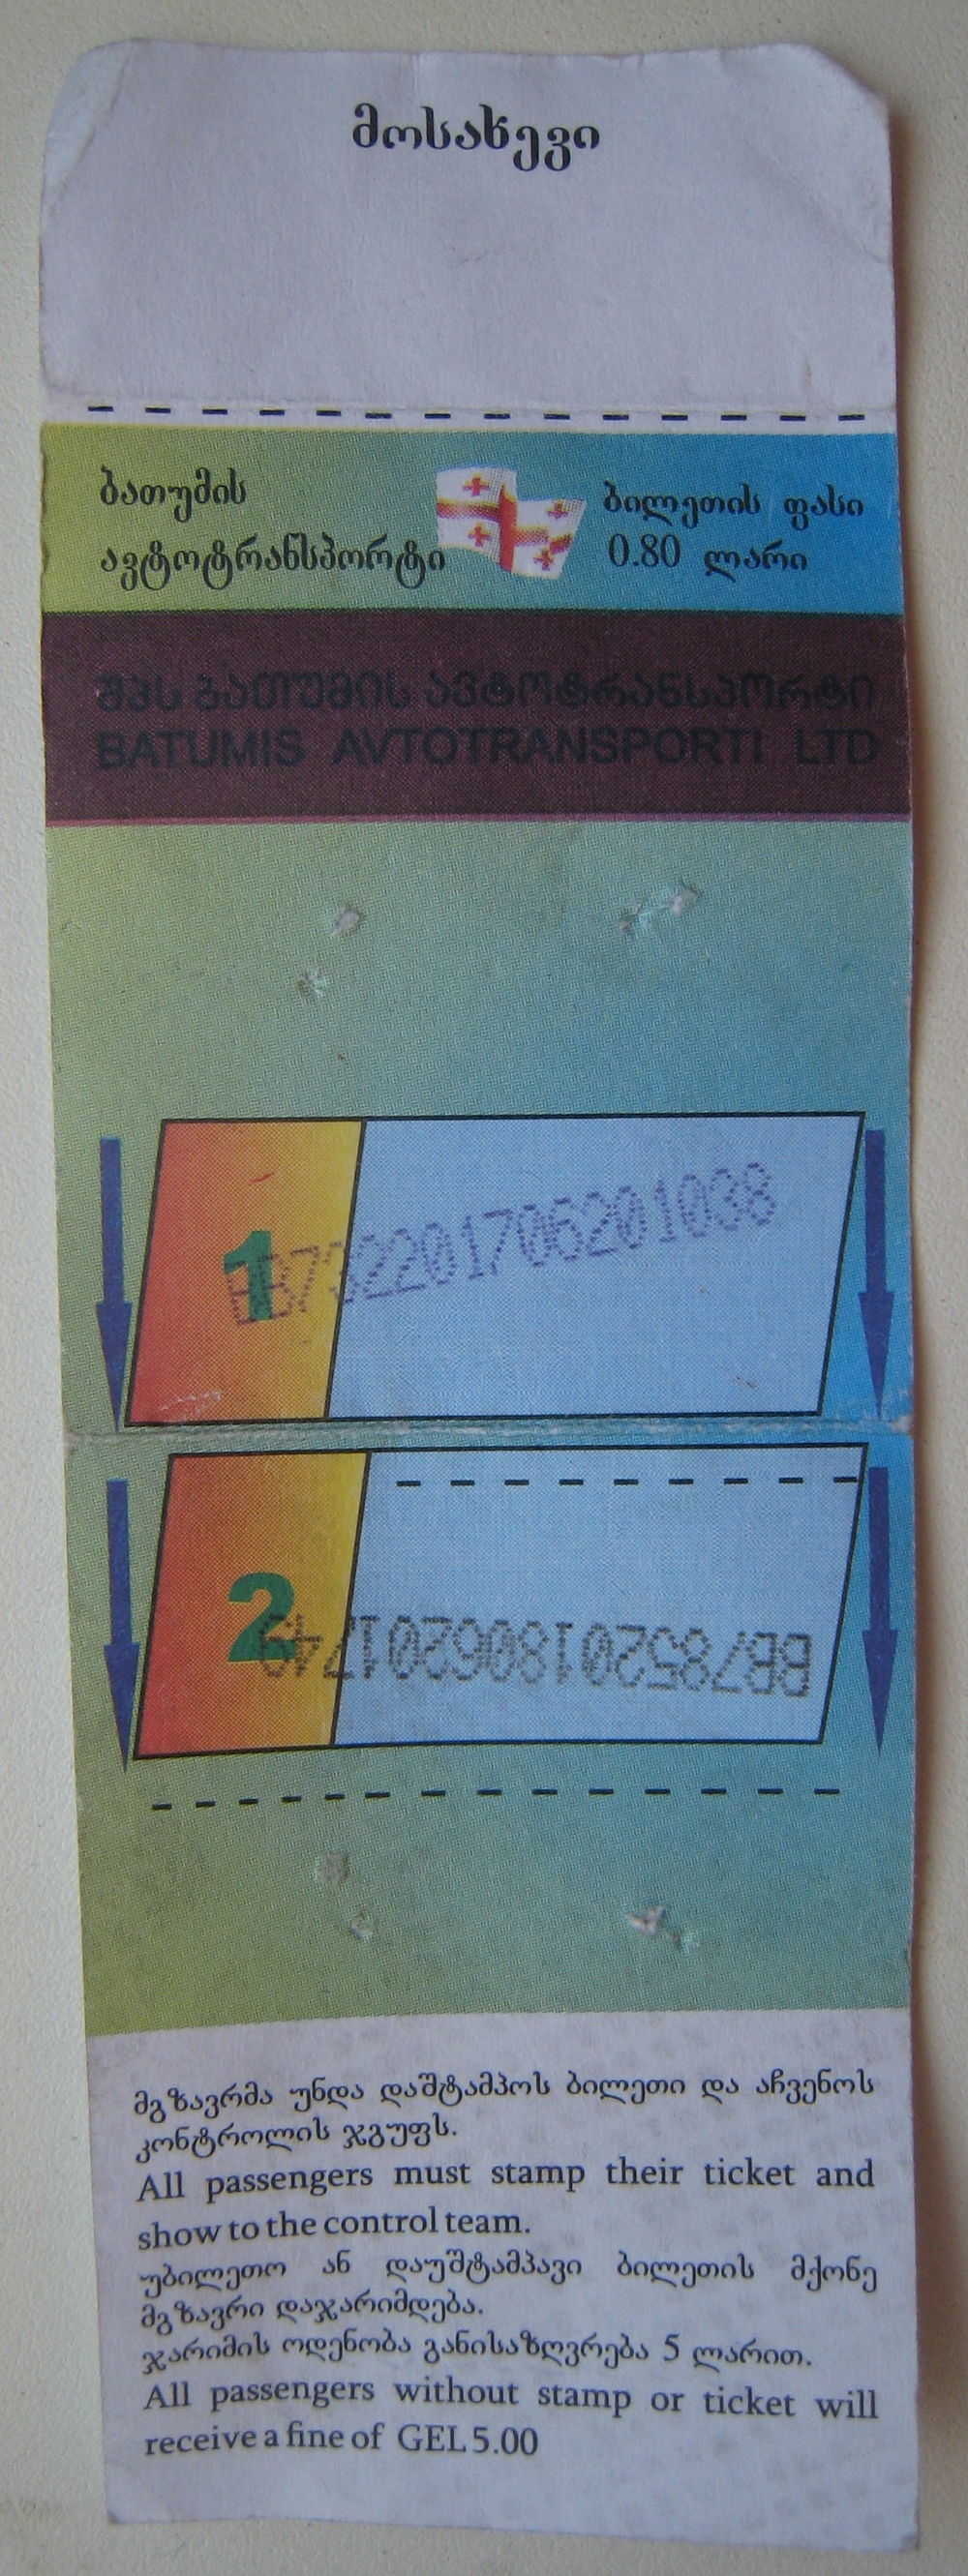 მოსახევი
ბათუმის
ავტოტრანსპორტი
ბილეთის ფასი
0.80 ლარი
შპს ბათუმის ავტოტრანსპორტი
BATUMIS AVTOTRANSPORTI LTD
1
201706201038
2
BB785201806201749
მგზავრმა უნდა დაშტამპოს ბილეთი და აჩვენოს
კონტროლის ჯგუფს.
All passengers must stamp their ticket and
show to the control team.
უბილეთო ან დაუშტამპავი ბილეთის მქონე
მგზავრი დაჯარიმდება.
ჯარიმის ოდენობა განისაზღვრება 5 ლარით.
All passengers without stamp or ticket will
receive a fine of GEL 5.00